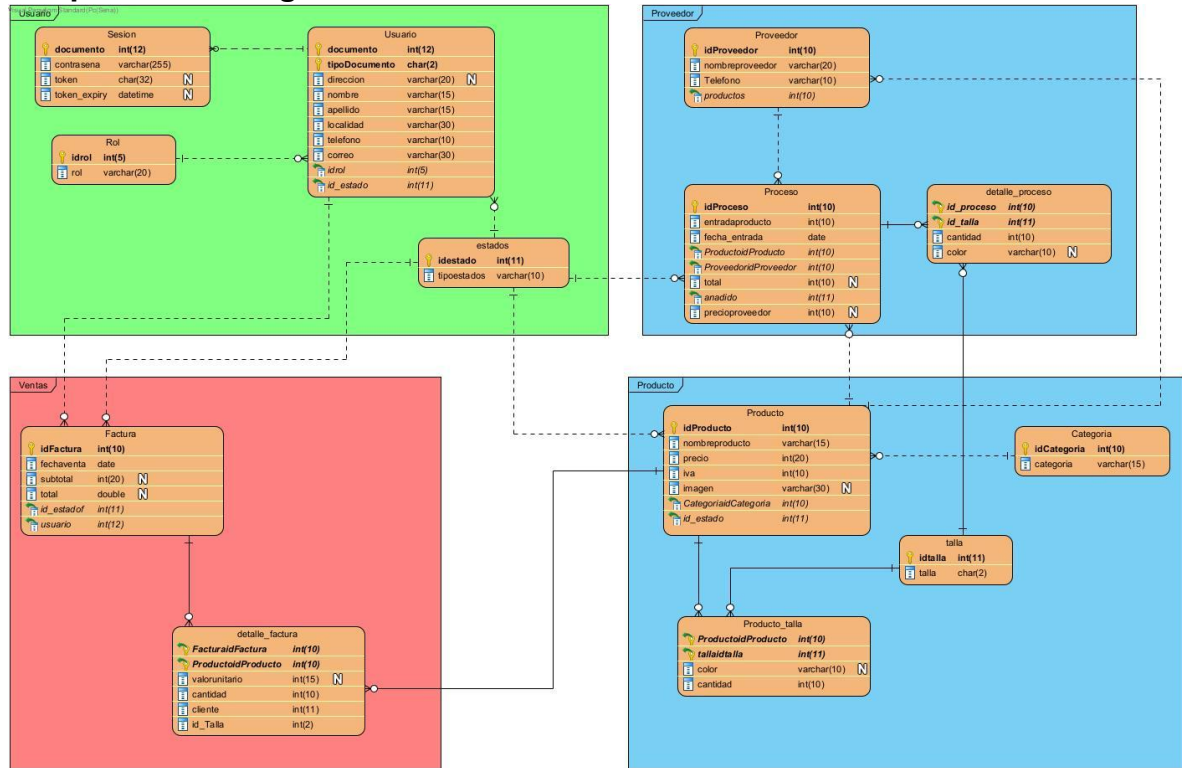 Usuario
Sesion
documento int(12)
contrasena varchar(255)
token char(32) N
token_expiry datetime N
Usuario
documento int(12)
tipoDocumento char(2)
direccion varchar(20) N
nombre varchar(15)
apellido varchar(15)
localidad varchar(30)
telefono varchar(10)
correo varchar(30)
idrol int(5)
id_estado int(11)
Rol
idrol int(5)
rol varchar(20)
estados
idestado int(11)
tipoestados varchar(10)
Proveedor
Proveedor
idProveedor int(10)
nombreproveedor varchar(20)
Telefono varchar(10)
productos int(10)
Proceso
idProceso int(10)
entradaproducto int(10)
fecha_entrada date
ProductoidProducto int(10)
ProveedoridProveedor int(10)
total int(10) N
anadido int(11)
precioproveedor int(10) N
detalle_proceso
id_proceso int(10)
id_talla int(11)
cantidad int(10)
color varchar(10) N
Ventas
Factura
idFactura int(10)
fechaventa date
subtotal int(20) N
total double N
id_estadof int(11)
usuario int(12)
detalle_factura
FacturaidFactura int(10)
ProductoidProducto int(10)
valorunitario int(15) N
cantidad int(10)
cliente int(11)
id_Talla int(2)
Producto
Producto
idProducto int(10)
nombreproducto varchar(15)
precio int(20)
iva int(10)
imagen varchar(30) N
CategoriaidCategoria int(10)
id_estado int(11)
Categoria
idCategoria int(10)
categoria varchar(15)
talla
idtalla int(11)
talla char(2)
Producto_talla
ProductoidProducto int(10)
tallaidtalla int(11)
color varchar(10) N
cantidad int(10)